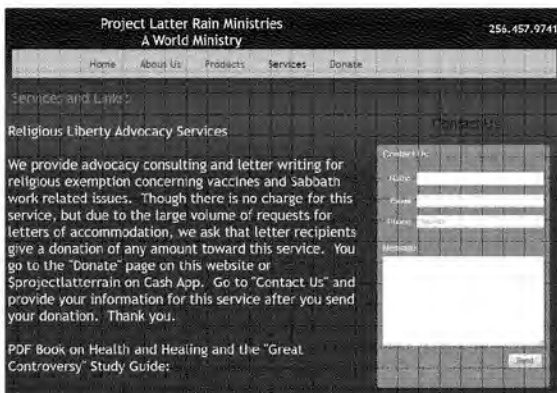 Project Latter Rain Ministries
A World Ministry
256.457.9741
Home About Us Products Services Donate
Services and Links:
Religious Liberty Advocacy Services
We provide advocacy consulting and letter writing for
religious exemption concerning vaccines and Sabbath
work related issues. Though there is no charge for this
service, but due to the large volume of requests for
letters of accommodation, we ask that letter recipients
give a donation of any amount toward this service. You
go to the "Donate" page on this website or
$projectlatterrain on Cash App. Go to "Contact Us" and
provide your information for this service after you send
your donation. Thank you.
PDF Book on Health and Healing and the "Great
Controversy" Study Guide:
Contact Us
Contact Us
Name
Email
Phone
Message
Send